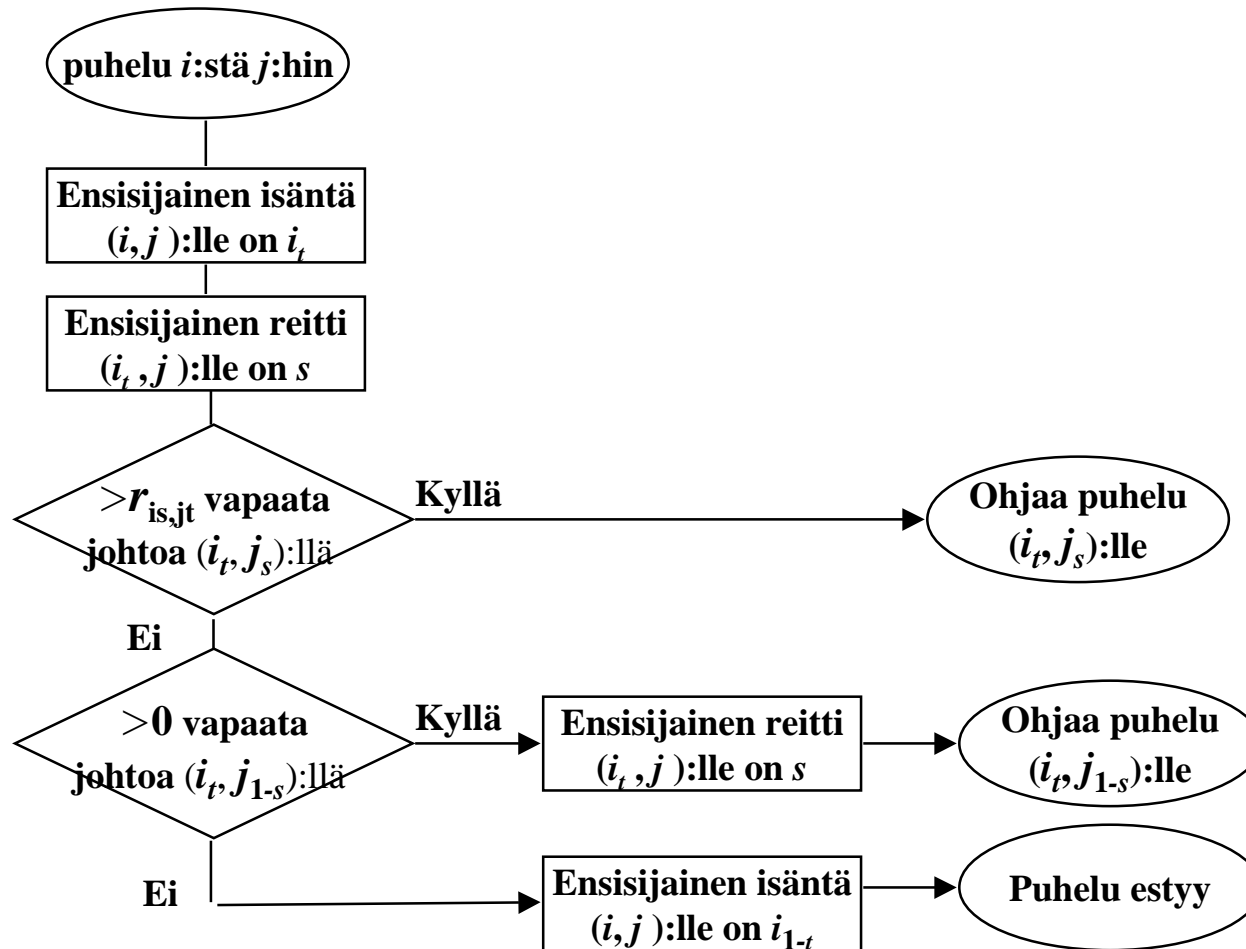 puhelu i:stä j:hin
Ensisijainen isäntä
(i, j ):lle on i_t
Ensisijainen reitti
(i_t , j ):lle on s
>r_is,jt vapaata
johtoa (i_t, j_s):llä
Kyllä
Ohjaa puhelu
(i_t, j_s):lle
Ei
>0 vapaata
johtoa (i_t, j_1-s):llä
Kyllä
Ensisijainen reitti
(i_t , j ):lle on s
Ohjaa puhelu
(i_t, j_1-s):lle
Ei
Ensisijainen isäntä
(i, j ):lle on i_1-t
Puhelu estyy